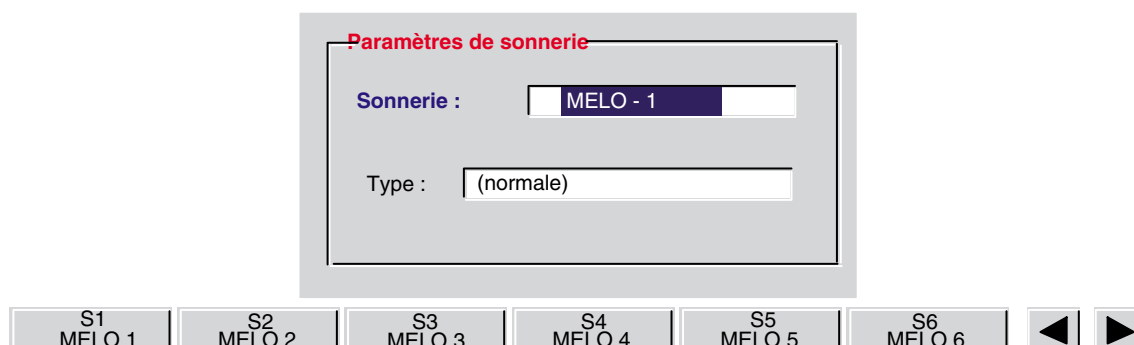 Paramètres de sonnerie
Sonnerie : MELO - 1
Type : (normale)
S1 S2 S3 S4 S5 S6
MELO 1 MELO 2 MELO 3 MELO 4 MELO 5 MELO 6